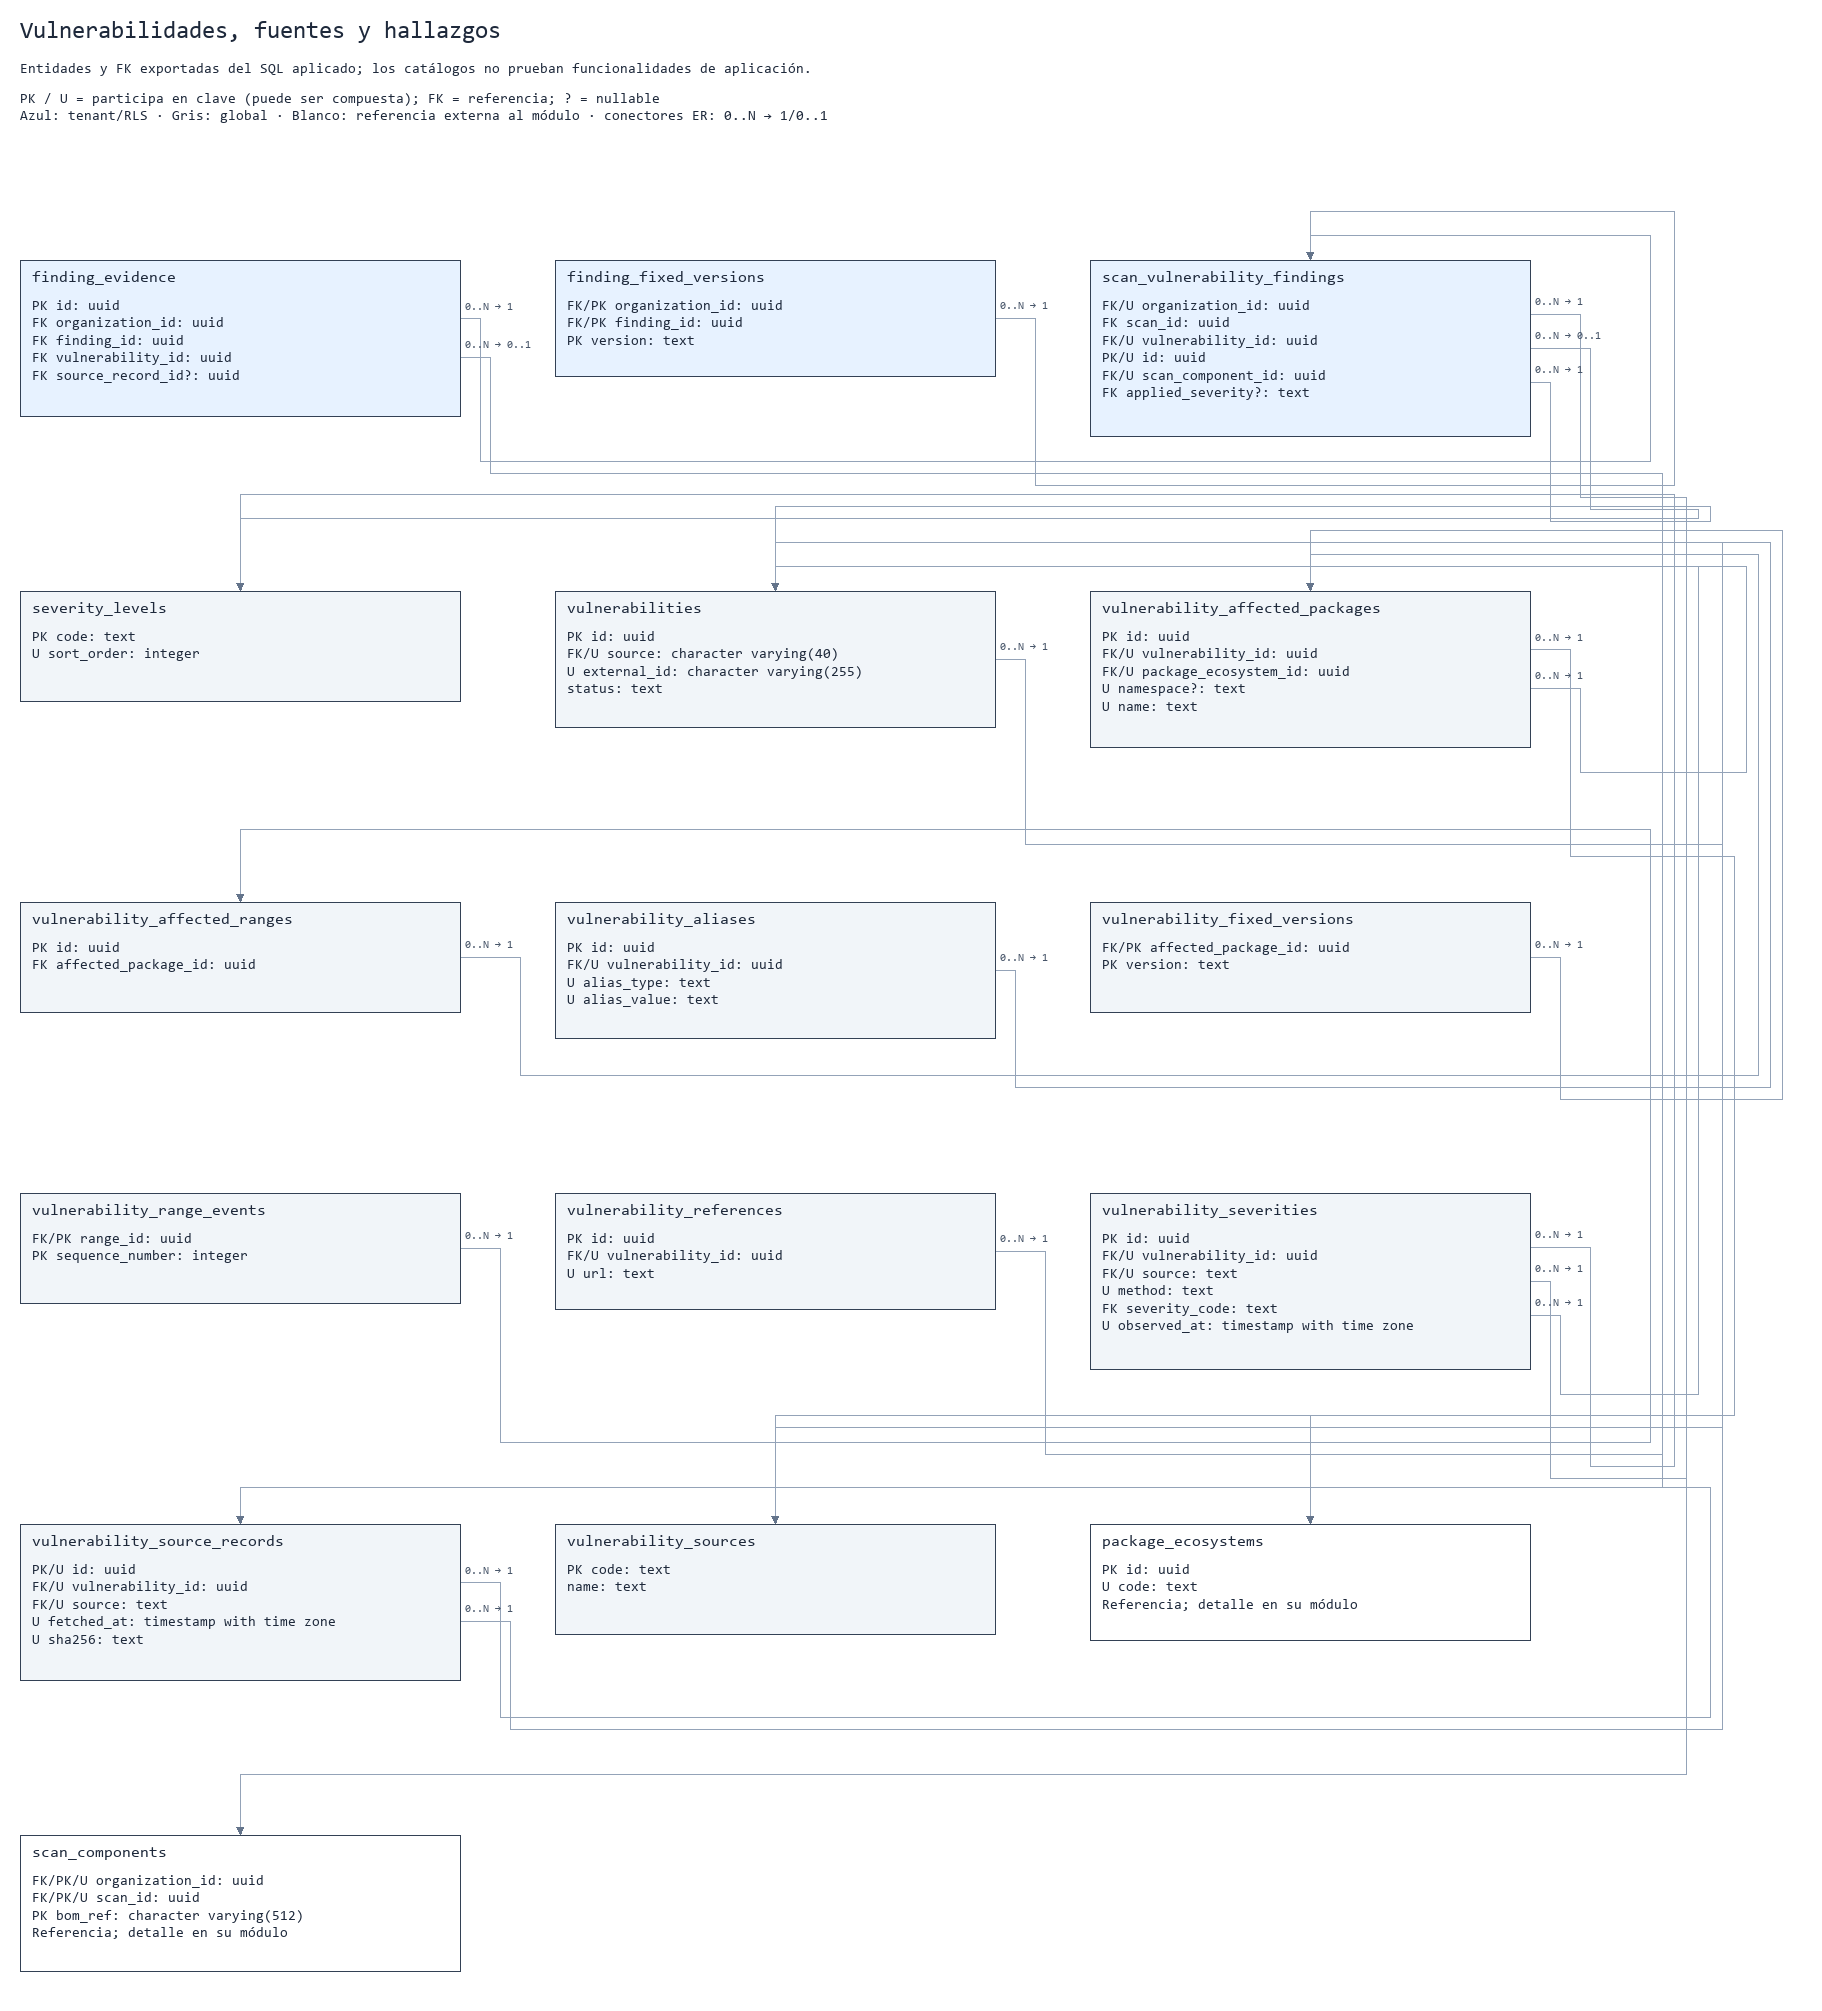 Vulnerabilidades, fuentes y hallazgos
Entidades y FK exportadas del SQL aplicado; los catálogos no prueban funcionalidades de aplicación.
PK / U = participa en clave (puede ser compuesta); FK = referencia; ? = nullable
Azul: tenant/RLS · Gris: global · Blanco: referencia externa al módulo · conectores ER: 0..N → 1/0..1
finding_evidence
PK id: uuid
FK organization_id: uuid
FK finding_id: uuid
FK vulnerability_id: uuid
FK source_record_id?: uuid
0..N → 1
0..N → 0..1
finding_fixed_versions
FK/PK organization_id: uuid
FK/PK finding_id: uuid
PK version: text
0..N → 1
scan_vulnerability_findings
FK/U organization_id: uuid
FK scan_id: uuid
FK/U vulnerability_id: uuid
PK/U id: uuid
FK/U scan_component_id: uuid
FK applied_severity?: text
0..N → 1
0..N → 0..1
0..N → 1
severity_levels
PK code: text
U sort_order: integer
vulnerabilities
PK id: uuid
FK/U source: character varying(40)
U external_id: character varying(255)
status: text
0..N → 1
vulnerability_affected_packages
PK id: uuid
FK/U vulnerability_id: uuid
FK/U package_ecosystem_id: uuid
U namespace?: text
U name: text
0..N → 1
0..N → 1
vulnerability_affected_ranges
PK id: uuid
FK affected_package_id: uuid
0..N → 1
vulnerability_aliases
PK id: uuid
FK/U vulnerability_id: uuid
U alias_type: text
U alias_value: text
0..N → 1
vulnerability_fixed_versions
FK/PK affected_package_id: uuid
PK version: text
0..N → 1
vulnerability_range_events
FK/PK range_id: uuid
PK sequence_number: integer
0..N → 1
vulnerability_references
PK id: uuid
FK/U vulnerability_id: uuid
U url: text
0..N → 1
vulnerability_severities
PK id: uuid
FK/U vulnerability_id: uuid
FK/U source: text
U method: text
FK severity_code: text
U observed_at: timestamp with time zone
0..N → 1
0..N → 1
0..N → 1
vulnerability_source_records
PK/U id: uuid
FK/U vulnerability_id: uuid
FK/U source: text
U fetched_at: timestamp with time zone
U sha256: text
0..N → 1
0..N → 1
vulnerability_sources
PK code: text
name: text
package_ecosystems
PK id: uuid
U code: text
Referencia; detalle en su módulo
scan_components
FK/PK/U organization_id: uuid
FK/PK/U scan_id: uuid
PK bom_ref: character varying(512)
Referencia; detalle en su módulo